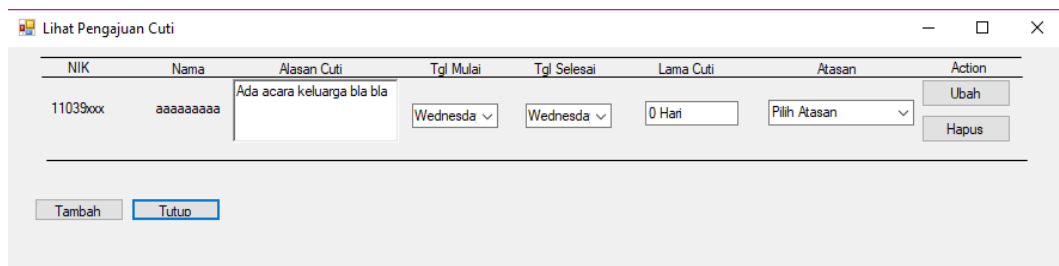 Lihat Pengajuan Cuti
NIK Nama Alasan Cuti Tgl Mulai Tgl Selesai Lama Cuti Atasan Action
11039xxx aaaaaaaaa Ada acara keluarga bla bla Wednesda Wednesda 0 Hari Pilih Atasan Ubah
Hapus
Tambah Tutup